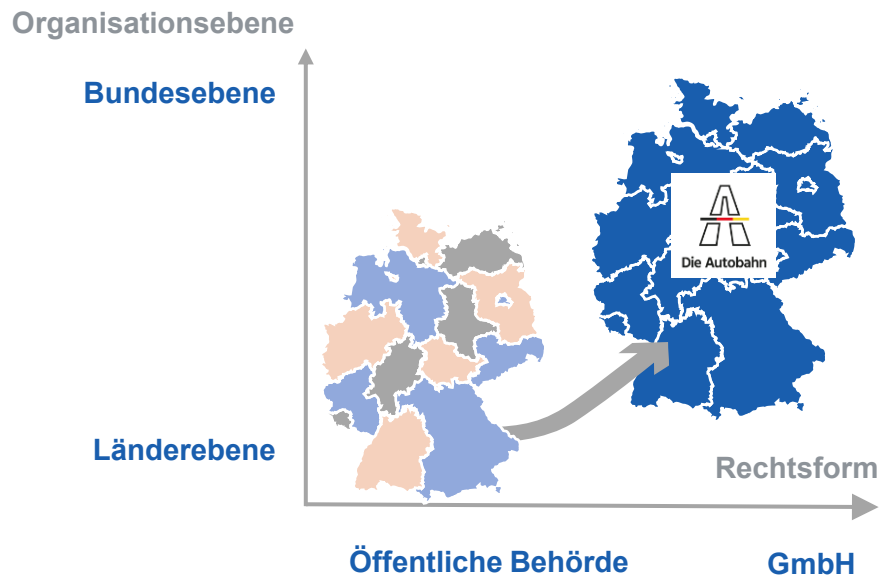 Organisationsebene
Bundesebene
Die Autobahn
Länderebene
Rechtsform
Öffentliche Behörde
GmbH